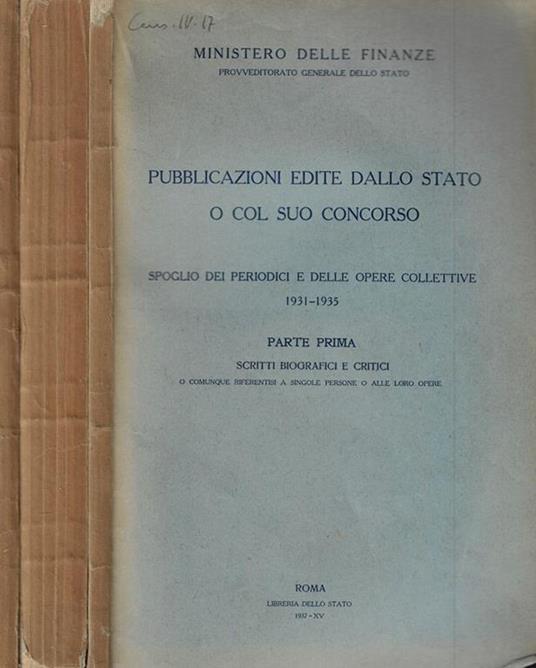 Cons. IV. 17
MINISTERO DELLE FINANZE
PROVVEDITORATO GENERALE DELLO STATO
PUBBLICAZIONI EDITE DALLO STATO
O COL SUO CONCORSO
SPOGLIO DEI PERIODICI E DELLE OPERE COLLETTIVE
1931-1935
PARTE PRIMA
SCRITTI BIOGRAFICI E CRITICI
O COMUNQUE RIFERENTISI A SINGOLE PERSONE O ALLE LORO OPERE
ROMA
LIBRERIA DELLO STATO
1937-XV